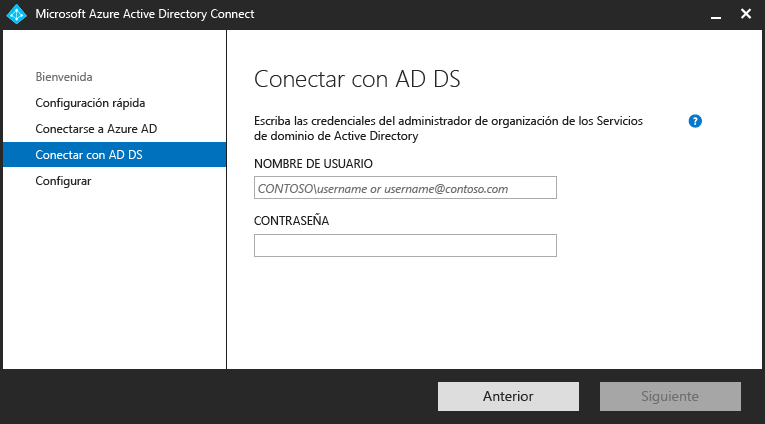 Microsoft Azure Active Directory Connect
Bienvenida
Configuración rápida
Conectarse a Azure AD
Conectar con AD DS
Configurar
Conectar con AD DS
Escriba las credenciales del administrador de organización de los Servicios
de dominio de Active Directory
?
NOMBRE DE USUARIO
CONTOSO\username or username@contoso.com
CONTRASEÑA
Anterior
Siguiente